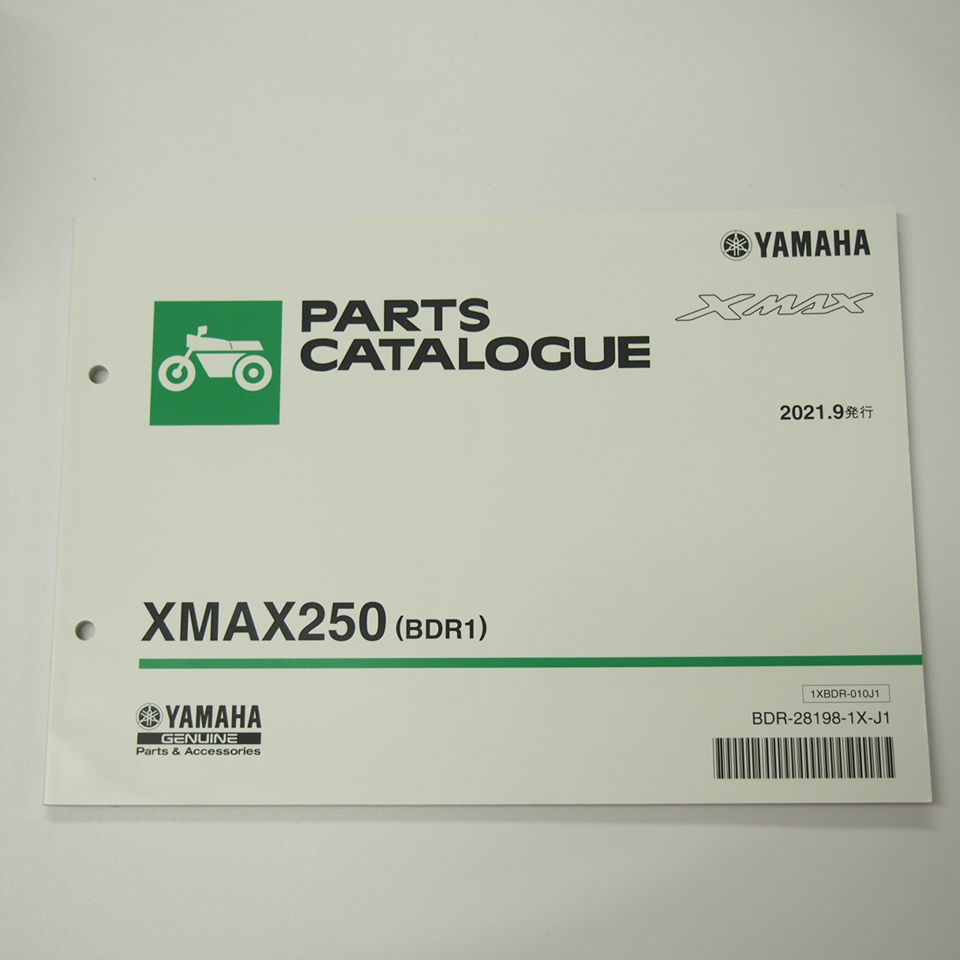 YAMAHA
XMAX
PARTS
CATALOGUE
2021.9発行
XMAX250 (BDR1)
YAMAHA
GENUINE
Parts & Accessories
1XBDR-010J1
BDR-28198-1X-J1